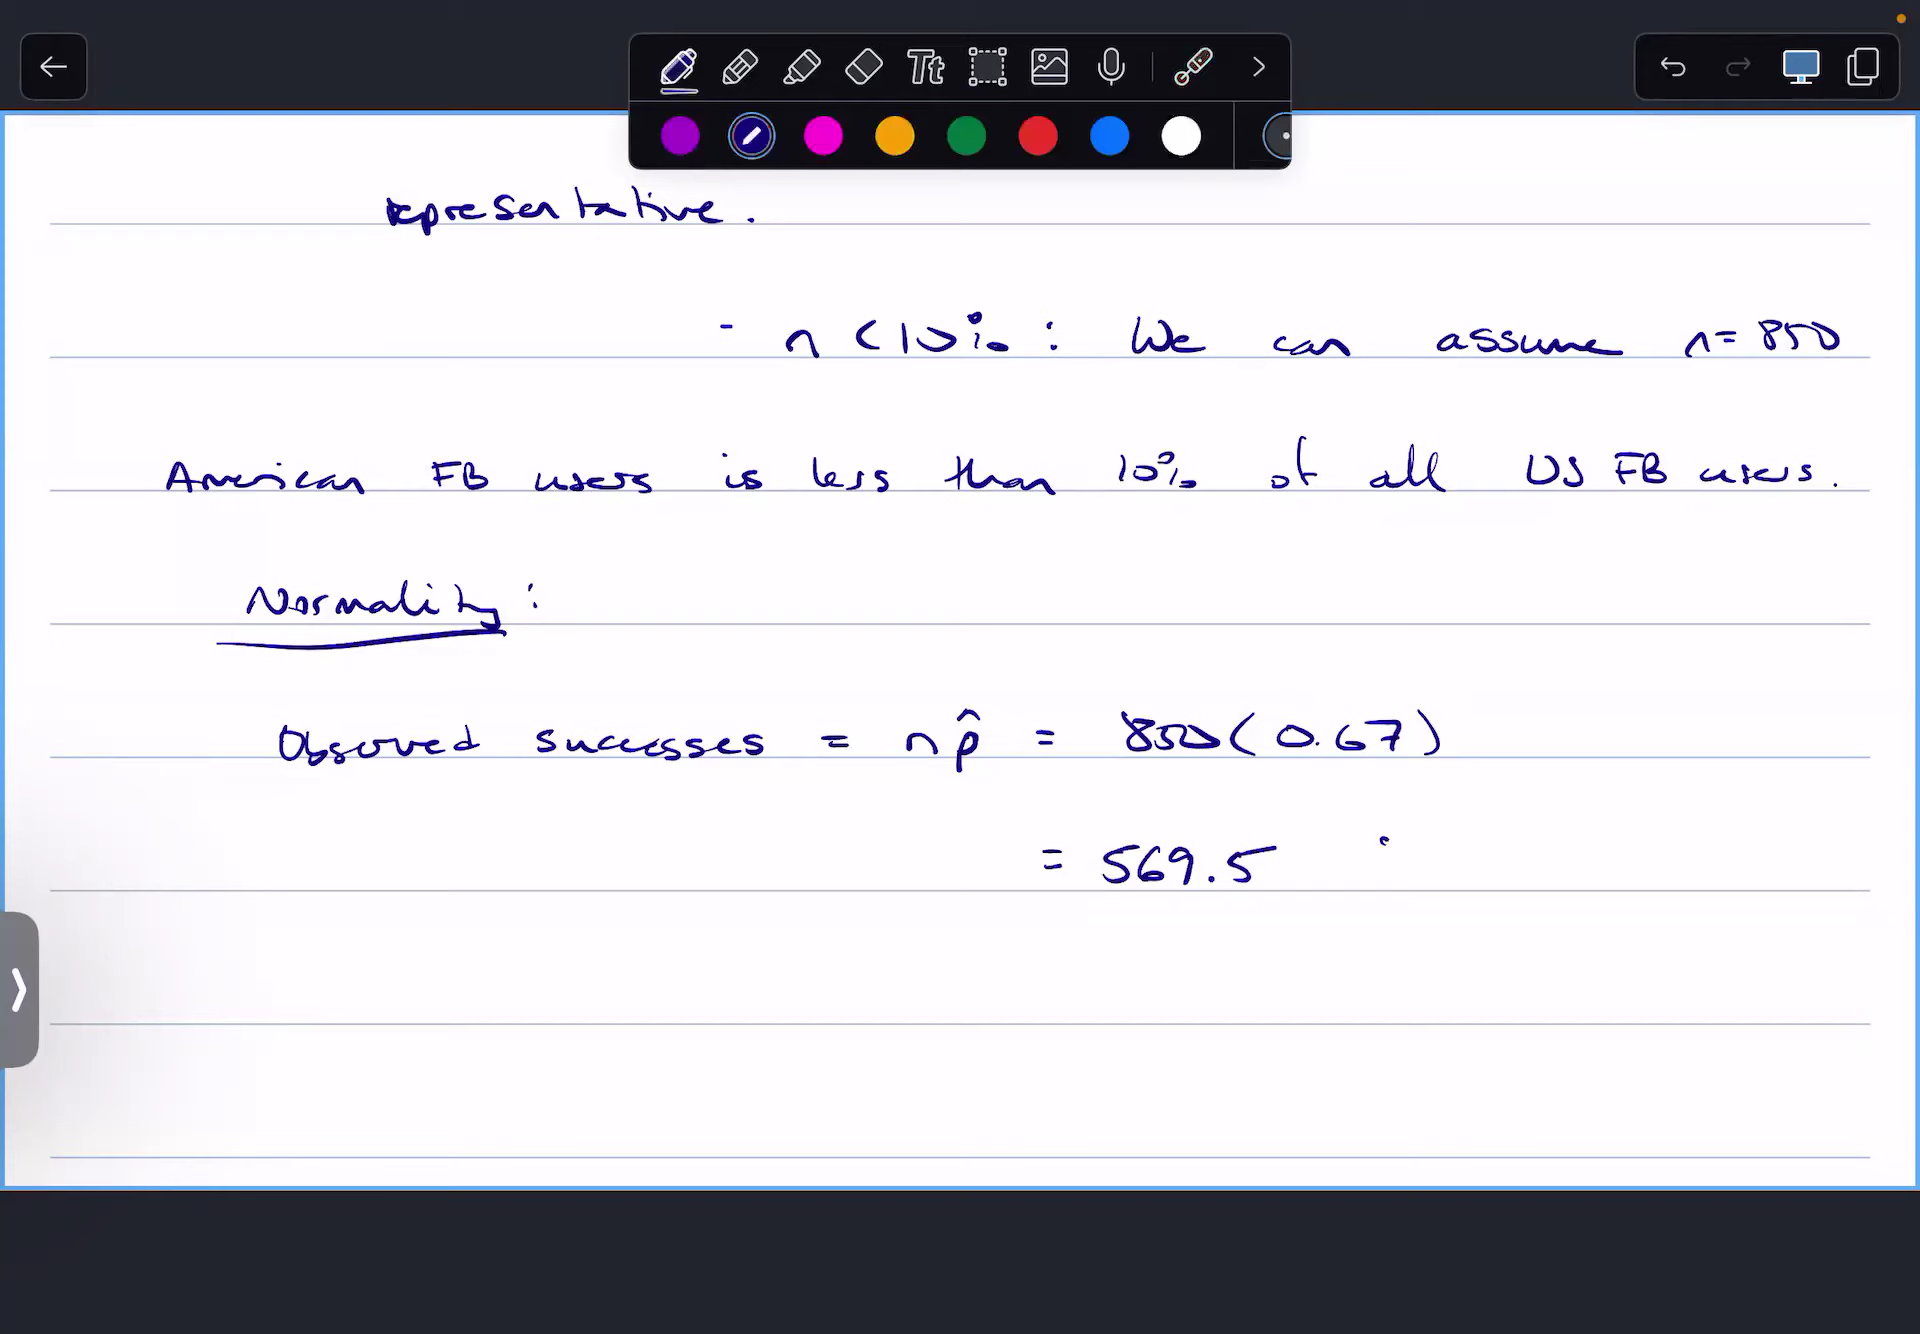 Tt
representative.
- n < 10% : We can assume n = 850
American FB users is less than 10% of all US FB users.
Normality :
Observed successes = n p̂ = 850 ( 0.67 )
= 569.5